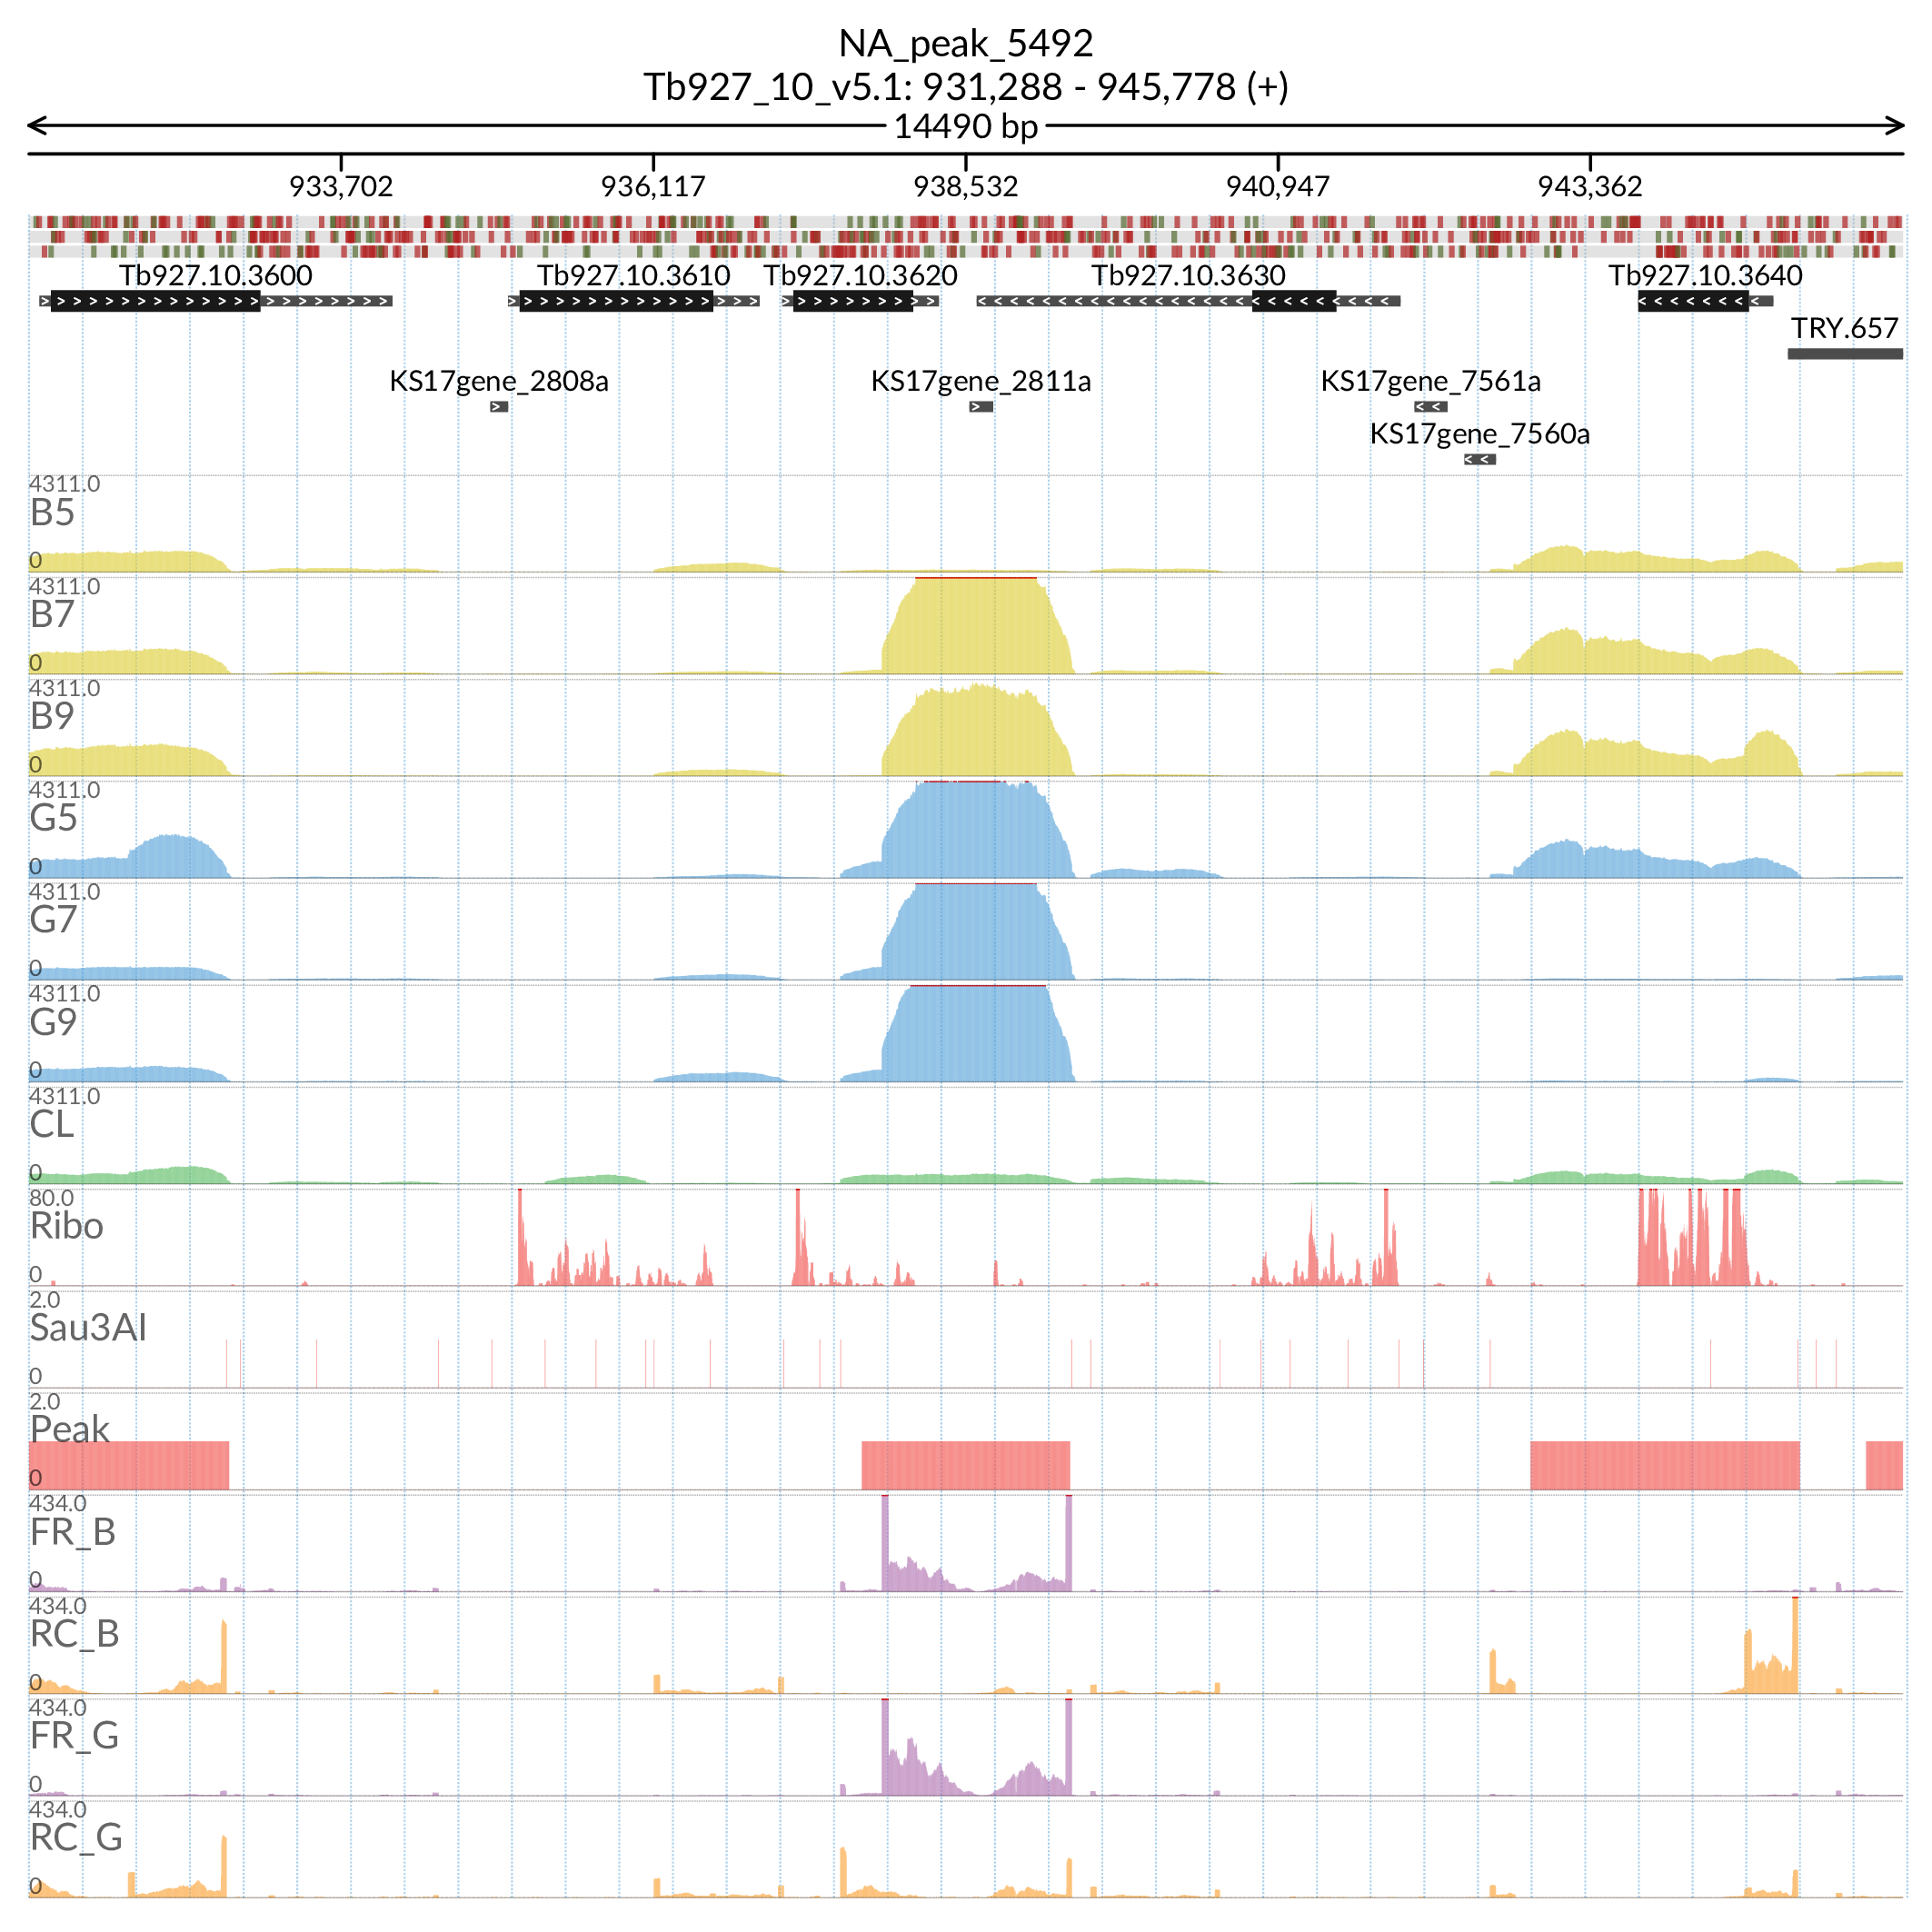 NA_peak_5492
Tb927_10_v5.1: 931,288 - 945,778 (+)
14490 bp
933,702 936,117 938,532 940,947 943,362
Tb927.10.3600 Tb927.10.3610 Tb927.10.3620 Tb927.10.3630 Tb927.10.3640
TRY.657
KS17gene_2808a KS17gene_2811a KS17gene_7561a
KS17gene_7560a
4311.0
B5
0
4311.0
B7
0
4311.0
B9
0
4311.0
G5
0
4311.0
G7
0
4311.0
G9
0
4311.0
CL
0
80.0
Ribo
0
2.0
Sau3AI
0
2.0
Peak
0
434.0
FR_B
0
434.0
RC_B
0
434.0
FR_G
0
434.0
RC_G
0